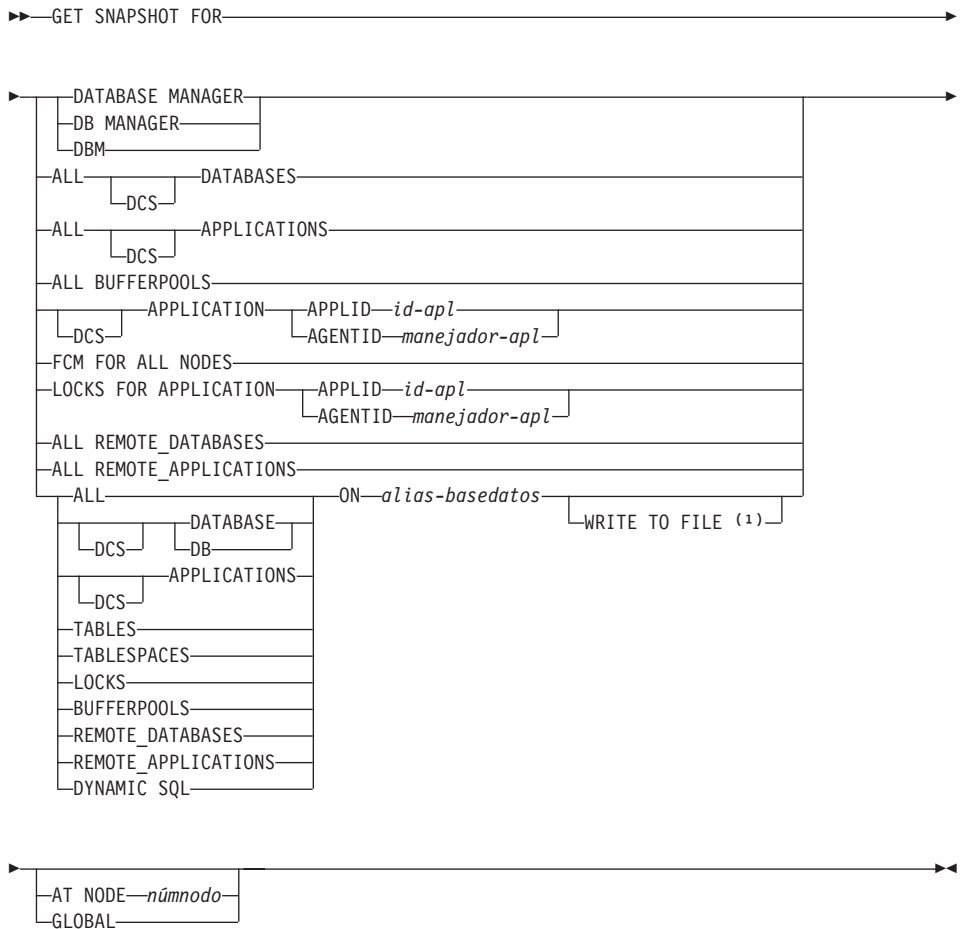 GET SNAPSHOT FOR
DATABASE MANAGER
DB MANAGER
DBM
ALL DATABASES
DCS
ALL APPLICATIONS
DCS
ALL BUFFERPOOLS
APPLICATION APPLID id-apl
DCS AGENTID manejador-apl
FCM FOR ALL NODES
LOCKS FOR APPLICATION APPLID id-apl
AGENTID manejador-apl
ALL REMOTE_DATABASES
ALL REMOTE_APPLICATIONS
ALL ON alias-basedatos
DATABASE WRITE TO FILE (1)
DCS DB
APPLICATIONS
DCS
TABLES
TABLESPACES
LOCKS
BUFFERPOOLS
REMOTE_DATABASES
REMOTE_APPLICATIONS
DYNAMIC SQL
AT NODE númnodo
GLOBAL